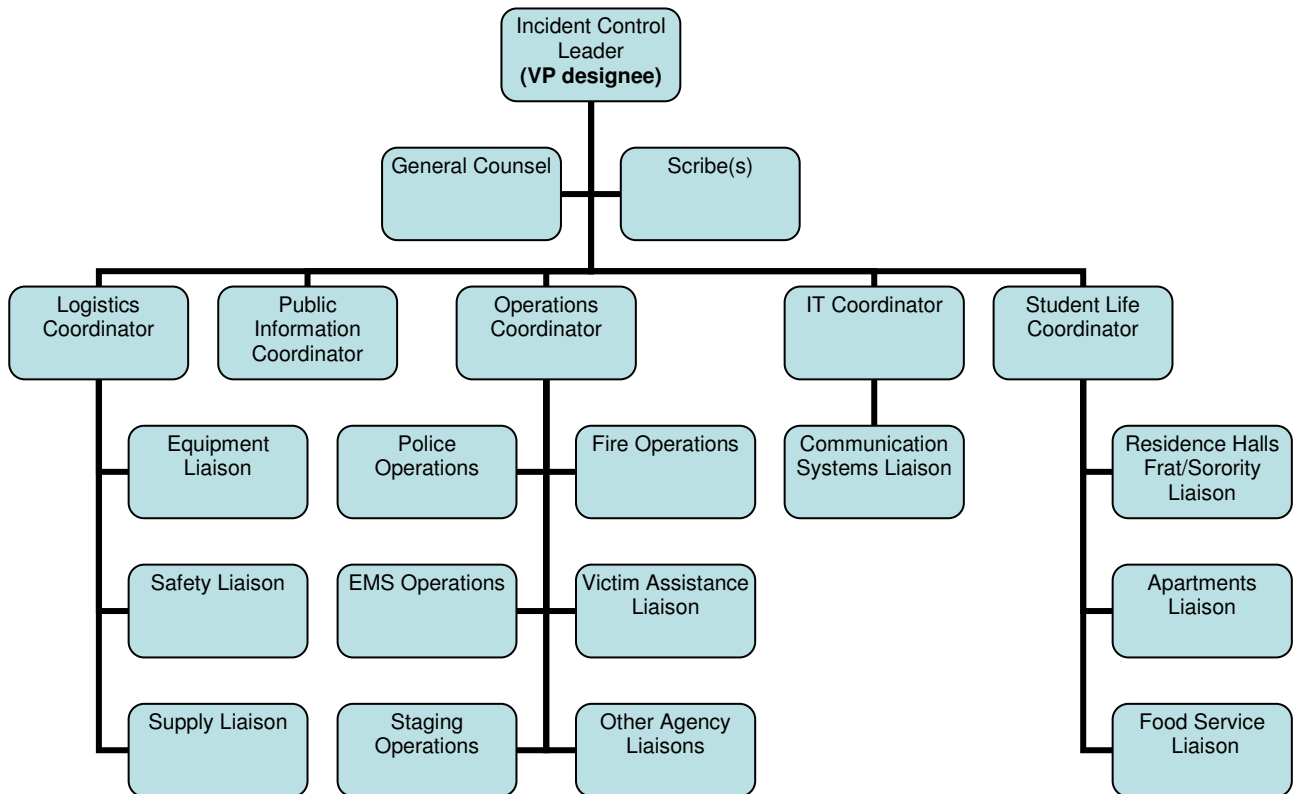 Incident Control
Leader
(VP designee)
General Counsel
Scribe(s)
Logistics
Coordinator
Public
Information
Coordinator
Operations
Coordinator
IT Coordinator
Student Life
Coordinator
Equipment
Liaison
Police
Operations
Fire Operations
Communication
Systems Liaison
Residence Halls
Frat/Sorority
Liaison
Safety Liaison
EMS Operations
Victim Assistance
Liaison
Apartments
Liaison
Supply Liaison
Staging
Operations
Other Agency
Liaisons
Food Service
Liaison